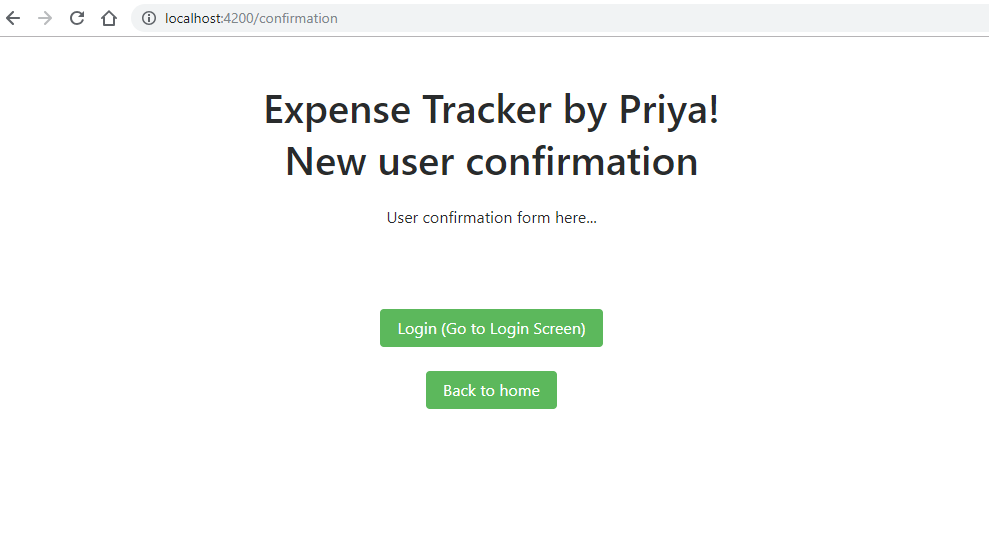 localhost:4200/confirmation
Expense Tracker by Priya!
New user confirmation
User confirmation form here...
Login (Go to Login Screen)
Back to home